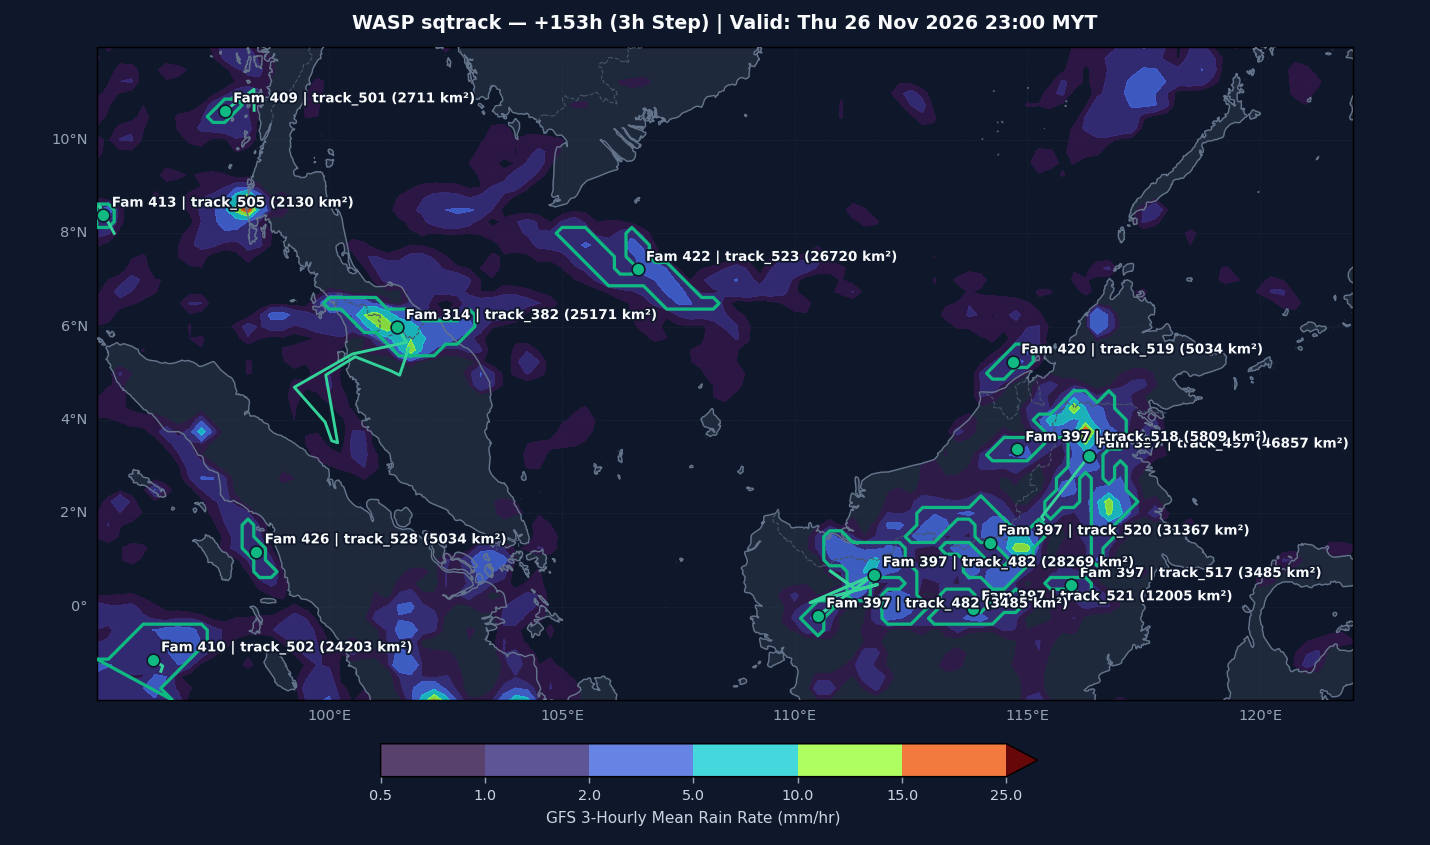 WASP sqtrack — +153h (3h Step) | Valid: Thu 26 Nov 2026 23:00 MYT
Fam 409 | track_501 (2711 km²)
10°N
Fam 413 | track_505 (2130 km²)
8°N
Fam 422 | track_523 (26720 km²)
Fam 314 | track_382 (25171 km²)
6°N
Fam 420 | track_519 (5034 km²)
4°N
Fam 397 | track_518 (5809 km²)
Fam 397 | track_497 (46857 km²)
2°N
Fam 397 | track_520 (31367 km²)
Fam 426 | track_528 (5034 km²)
Fam 397 | track_482 (28269 km²)
Fam 397 | track_517 (3485 km²)
Fam 397 | track_521 (12005 km²)
Fam 397 | track_482 (3485 km²)
0°
Fam 410 | track_502 (24203 km²)
100°E 105°E 110°E 115°E 120°E
0.5 1.0 2.0 5.0 10.0 15.0 25.0
GFS 3-Hourly Mean Rain Rate (mm/hr)